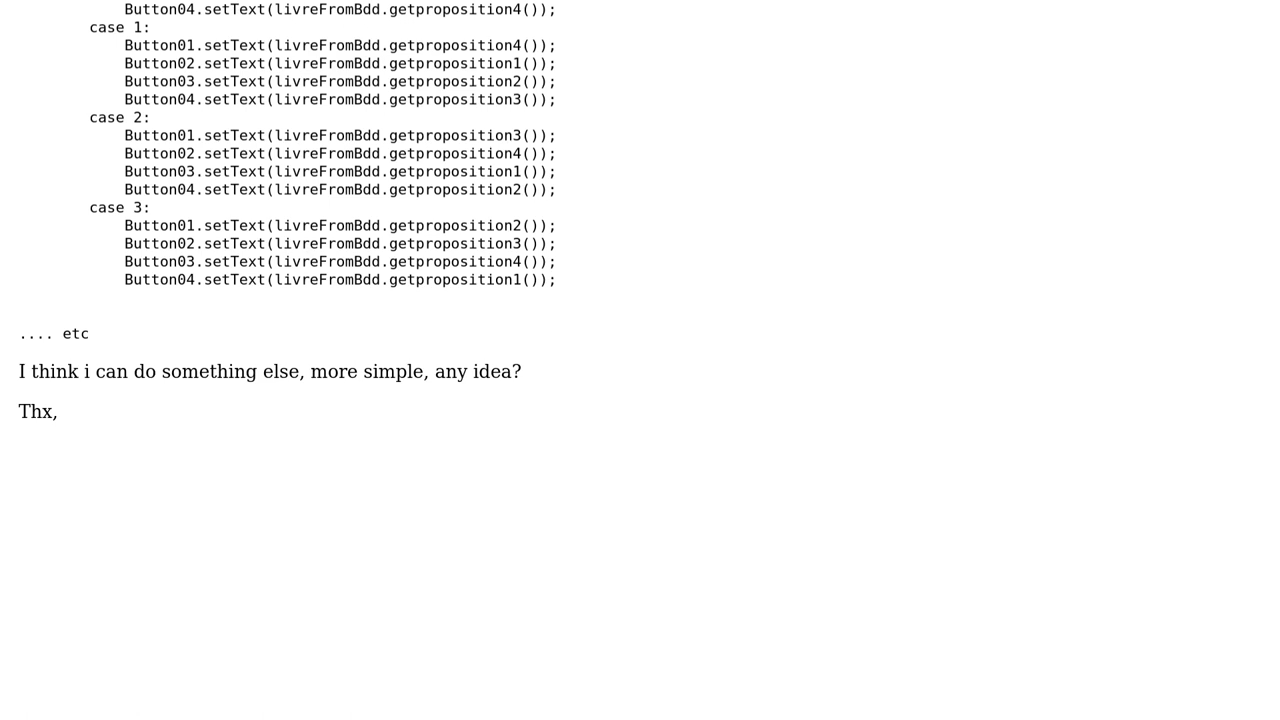 Button04.setText(livreFromBdd.getproposition4());
case 1:
Button01.setText(livreFromBdd.getproposition4());
Button02.setText(livreFromBdd.getproposition1());
Button03.setText(livreFromBdd.getproposition2());
Button04.setText(livreFromBdd.getproposition3());
case 2:
Button01.setText(livreFromBdd.getproposition3());
Button02.setText(livreFromBdd.getproposition4());
Button03.setText(livreFromBdd.getproposition1());
Button04.setText(livreFromBdd.getproposition2());
case 3:
Button01.setText(livreFromBdd.getproposition2());
Button02.setText(livreFromBdd.getproposition3());
Button03.setText(livreFromBdd.getproposition4());
Button04.setText(livreFromBdd.getproposition1());
.... etc
I think i can do something else, more simple, any idea?
Thx,